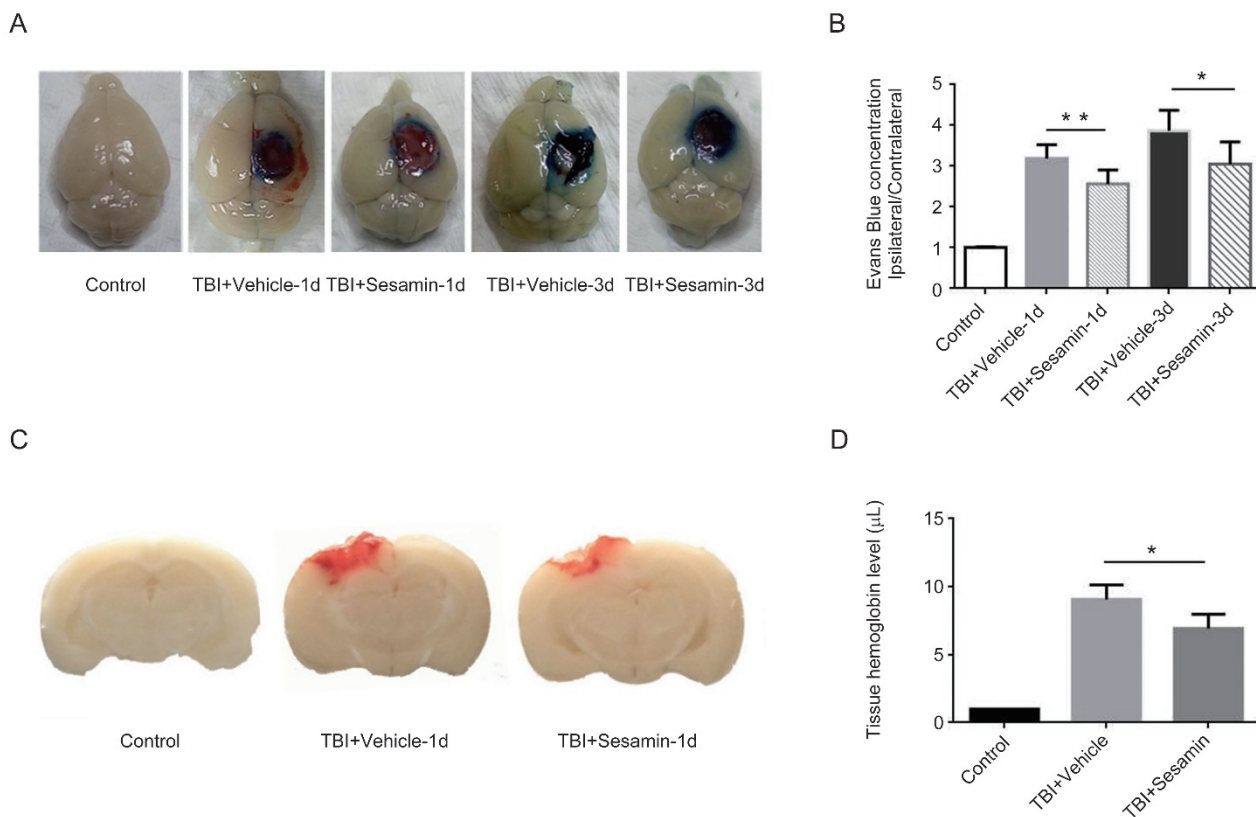 A
Control
TBI+Vehicle-1d
TBI+Sesamin-1d
TBI+Vehicle-3d
TBI+Sesamin-3d
B
Evans Blue concentration
Ipsilateral/Contralateral
5
4
3
2
1
0
* *
*
Control
TBI+Vehicle-1d
TBI+Sesamin-1d
TBI+Vehicle-3d
TBI+Sesamin-3d
C
Control
TBI+Vehicle-1d
TBI+Sesamin-1d
D
Tissue hemoglobin level (μL)
15
10
5
0
*
Control
TBI+Vehicle
TBI+Sesamin